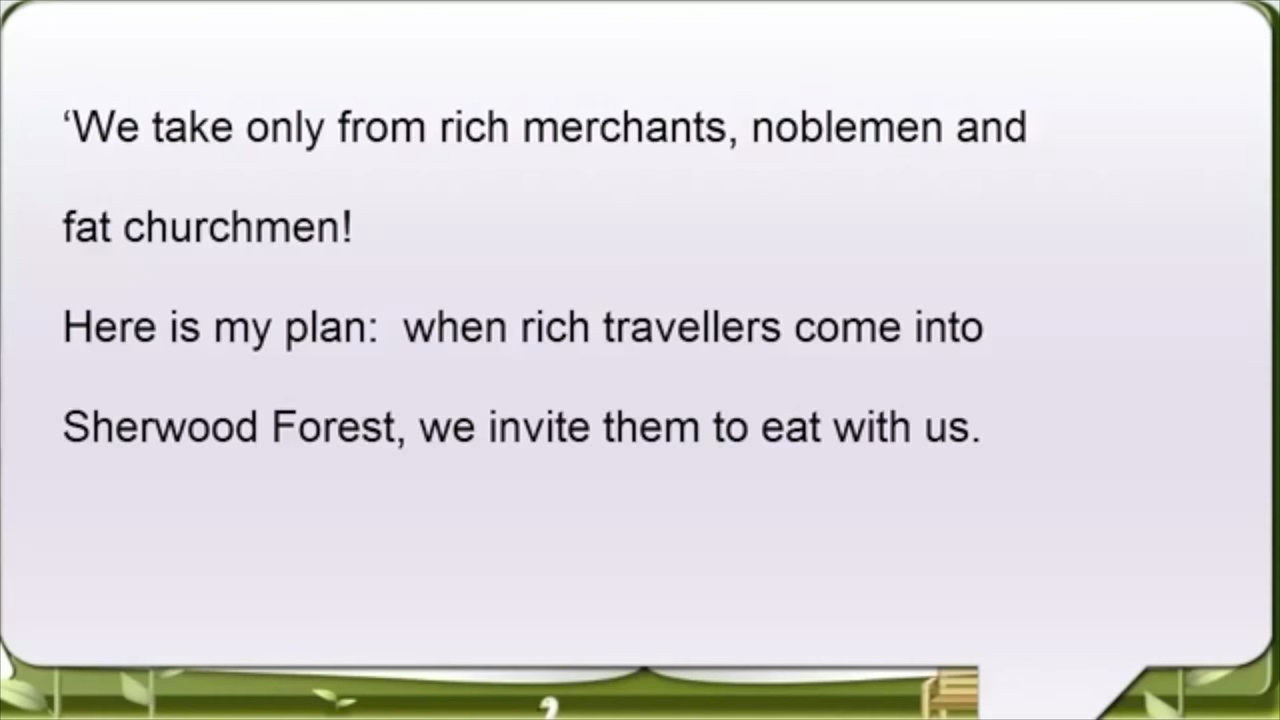 ‘We take only from rich merchants, noblemen and
fat churchmen!
Here is my plan:  when rich travellers come into
Sherwood Forest, we invite them to eat with us.